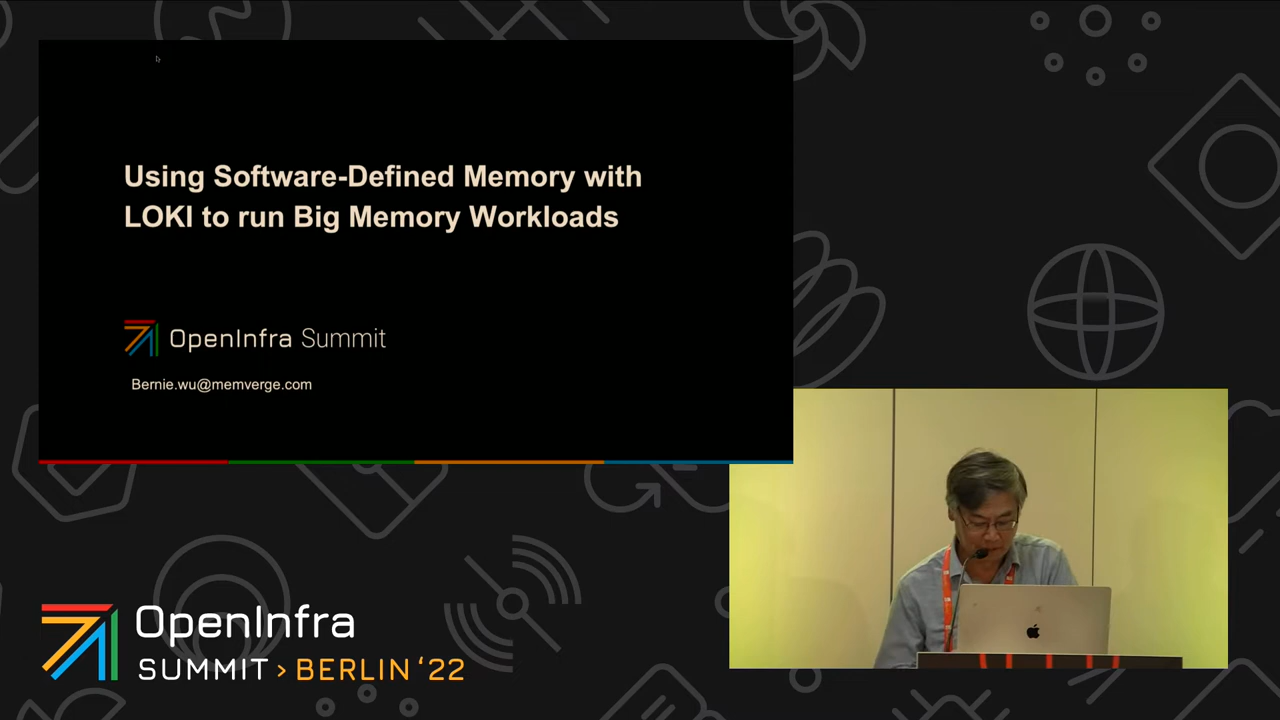 Using Software-Defined Memory with
LOKI to run Big Memory Workloads
OpenInfra Summit
Bernie.wu@memverge.com
OpenInfra
SUMMIT > BERLIN ‘22